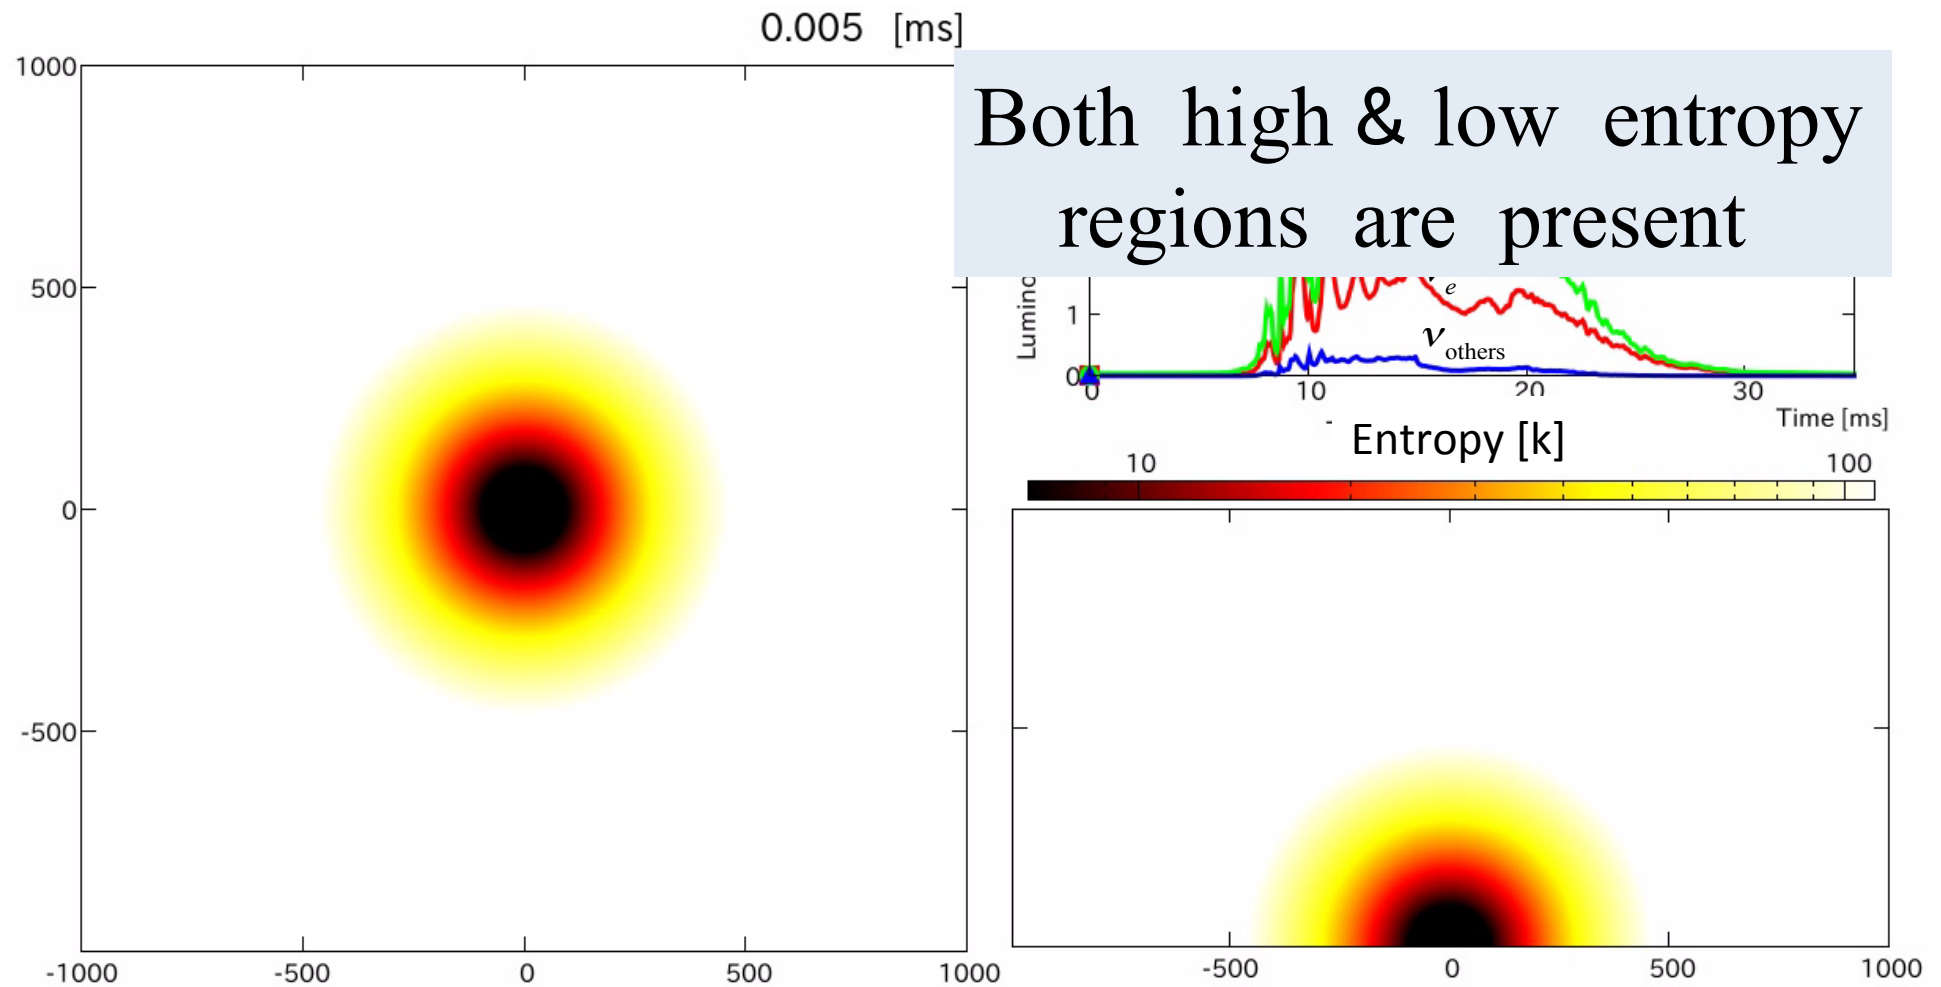 0.005 [ms]
Both high & low entropy
regions are present
1000
500
0
-500
-1000 -500 0 500 1000
1
0
e
ν others
0 10 20 30
Time [ms]
Entropy [k]
10 100
-500 0 500 1000